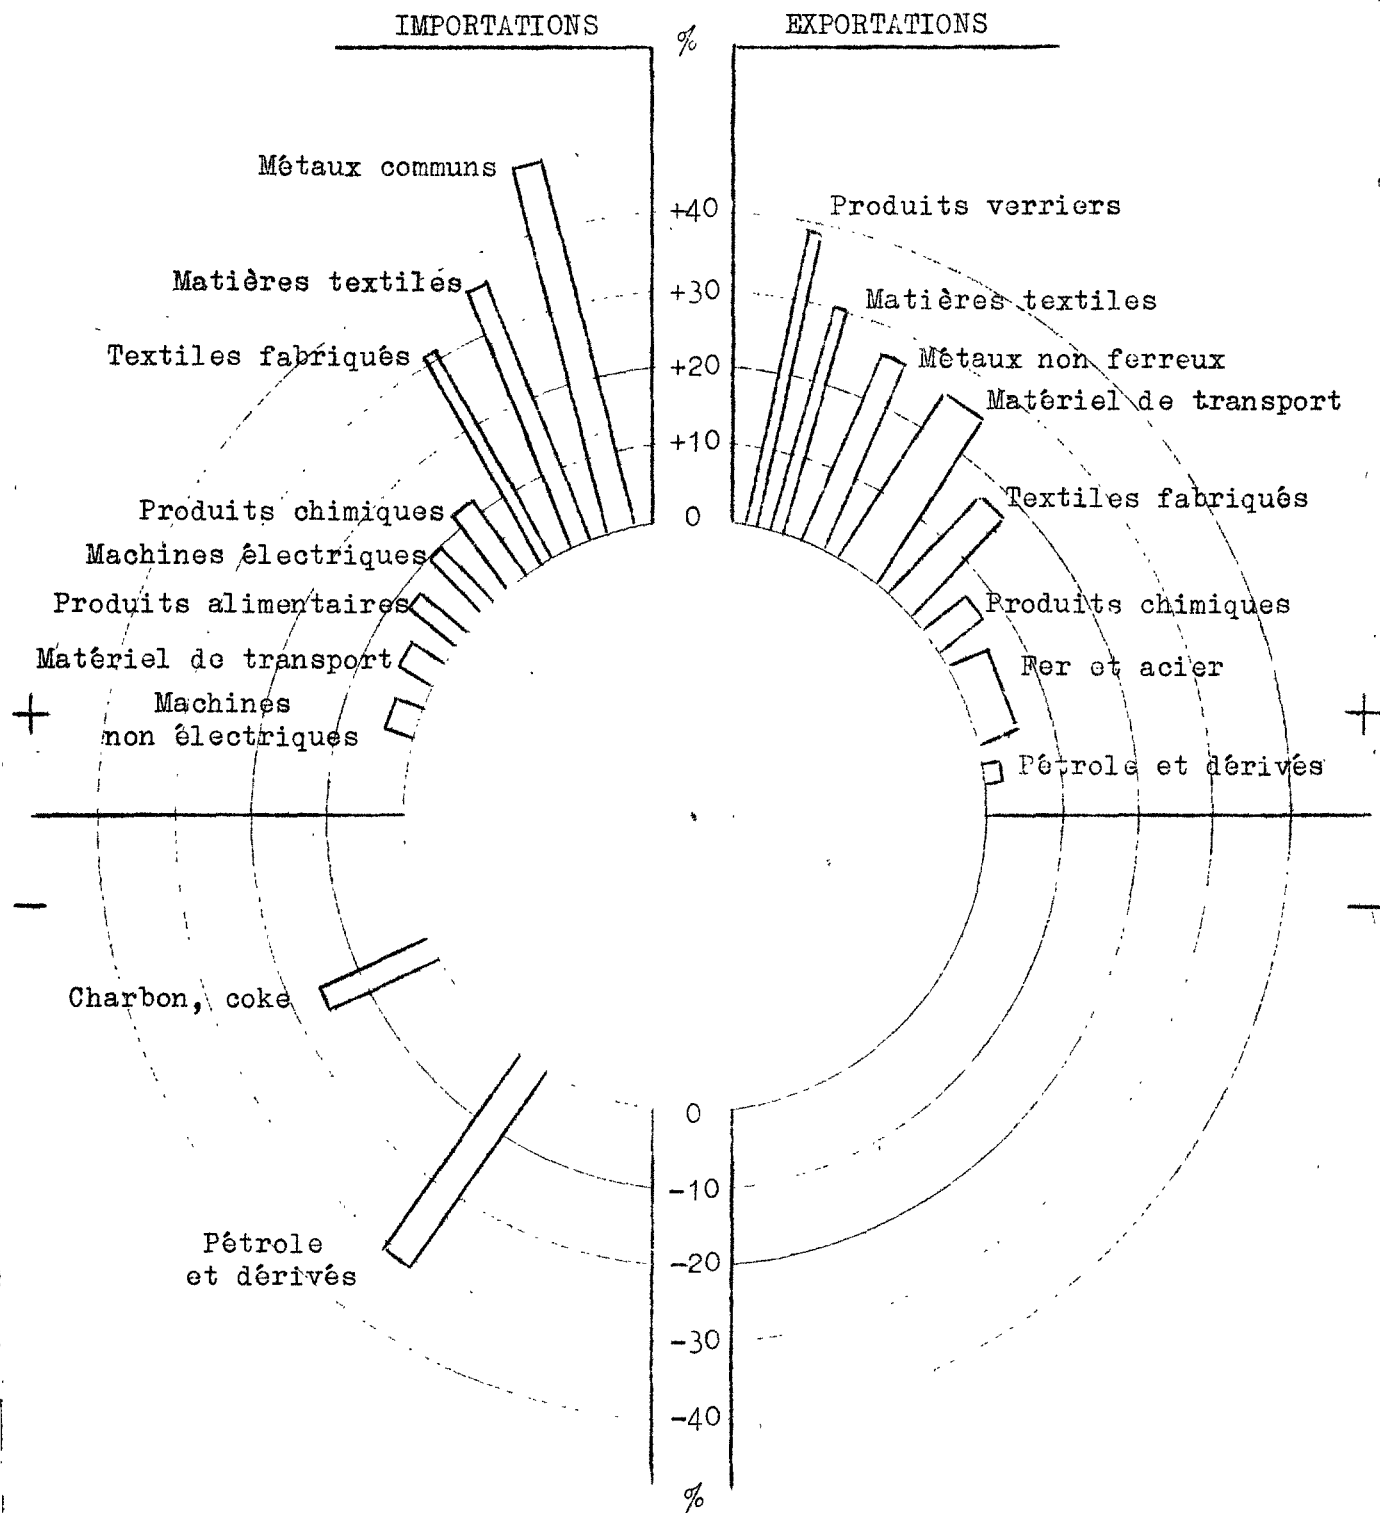 IMPORTATIONS
%
EXPORTATIONS
Métaux communs
Matières textiles
Textiles fabriqués
Produits chimiques
Machines électriques
Produits alimentaires
Matériel de transport
Machines
non électriques
+
-
Charbon, coke
Pétrole
et dérivés
+40
+30
+20
+10
0
0
-10
-20
-30
-40
%
Produits verriers
Matières textiles
Métaux non ferreux
Matériel de transport
Textiles fabriqués
Produits chimiques
Fer et acier
Pétrole et dérivés
+
-